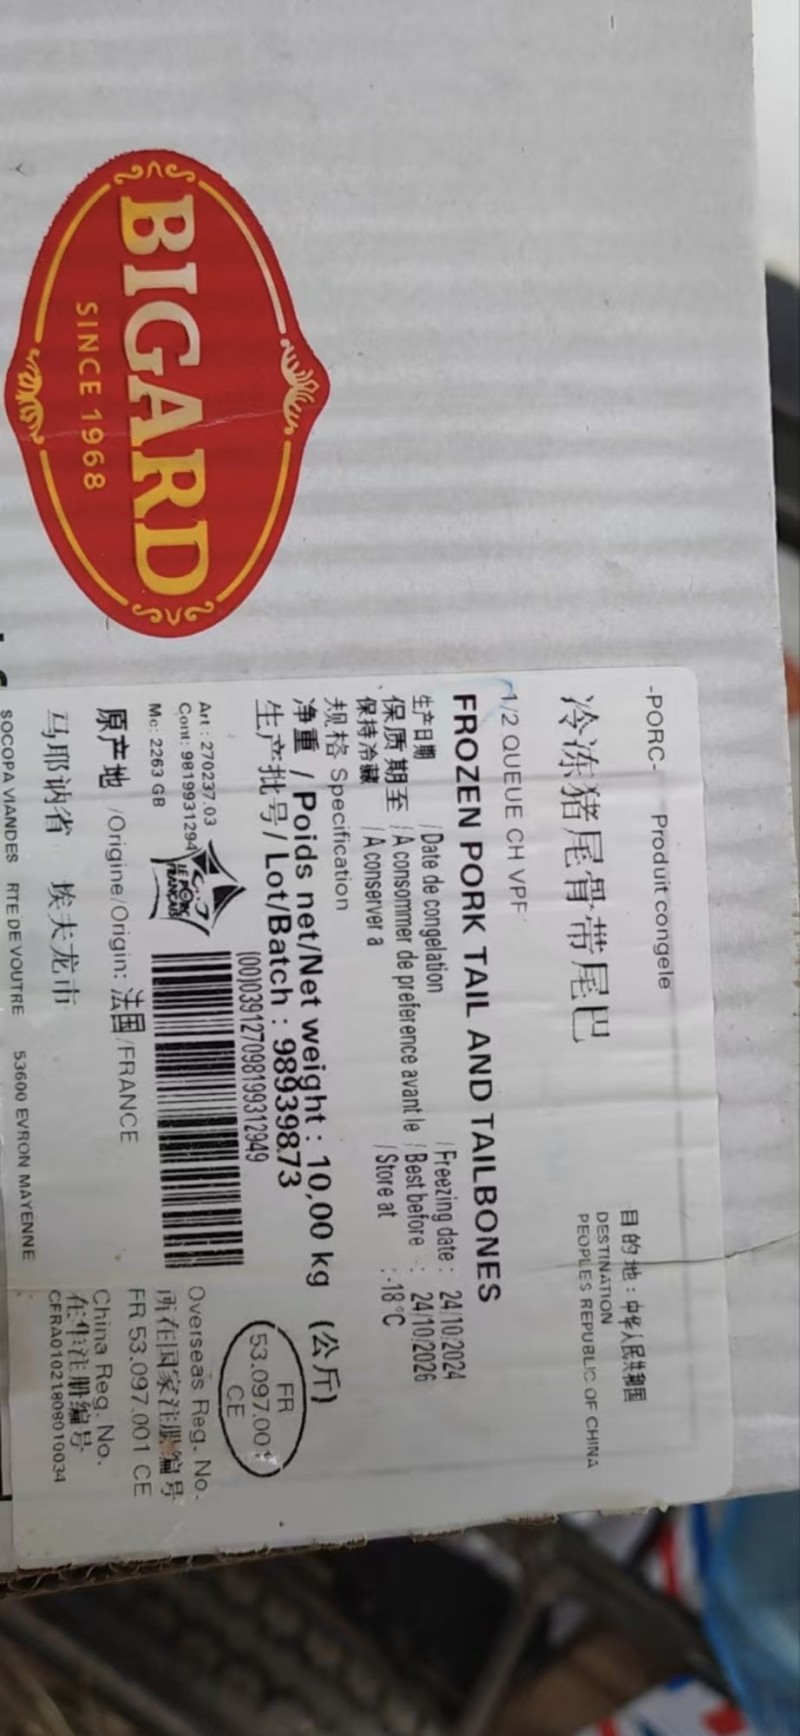 BIGARD
SINCE 1968
-PORC- Produit congele
目的地：中华人民共和国
DESTINATION
PEOPLES REPUBLIC OF CHINA
冷冻猪尾骨带尾巴
1/2 QUEUE CH VPF
FROZEN PORK TAIL AND TAILBONES
生产日期 / Date de congelation / Freezing date : 24/10/2024
保质期至 / A consommer de preference avant le / Best before : 24/10/2026
保持冷藏 / A conserver a / Store at : -18°C
规格 Specification
净重 / Poids net/Net weight : 10,00 kg (公斤)
生产批号/ Lot/Batch : 98939873
(00)039127098199312949
FR
53.097.001
CE
Art : 270237.03
Cont: 9819931294
Mc: 2263 GB
LE PORC
FRANÇAIS
Overseas Reg. No.
所在国家注册编号
FR 53.097.001 CE
原产地 /Origine/Origin: 法国/FRANCE
China Reg. No.
在华注册编号
CFRA01021808010034
马耶讷省 埃夫龙市
SOCOPA VIANDES RTE DE VOUTRE 53600 EVRON MAYENNE